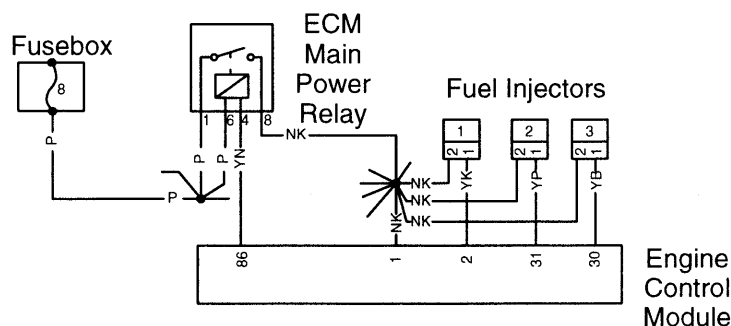 Fusebox
8
ECM
Main
Power
Relay
1 6 4 8
Fuel Injectors
1 2 3
2 1 2 1 2 1
P
P
P
P
YN
NK
NK
NK
NK
NK
YK
YP
YB
86 1 2 31 30
Engine
Control
Module